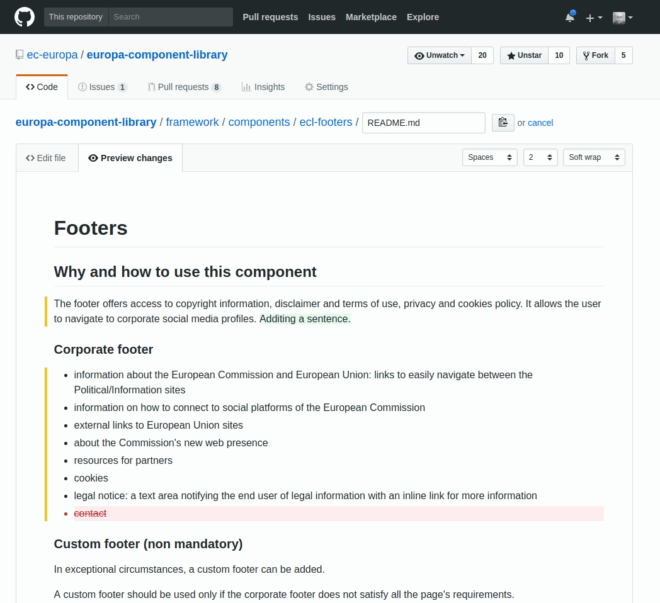 This repository Search Pull requests Issues Marketplace Explore
ec-europa / europa-component-library Unwatch 20 Unstar 10 Fork 5
Code Issues 1 Pull requests 8 Insights Settings
europa-component-library / framework / components / ecl-footers / README.md or cancel
Edit file Preview changes Spaces 2 Soft wrap
Footers
Why and how to use this component
The footer offers access to copyright information, disclaimer and terms of use, privacy and cookies policy. It allows the user
to navigate to corporate social media profiles. Additing a sentence.
Corporate footer
• information about the European Commission and European Union: links to easily navigate between the
Political/Information sites
• information on how to connect to social platforms of the European Commission
• external links to European Union sites
• about the Commission's new web presence
• resources for partners
• cookies
• legal notice: a text area notifying the end user of legal information with an inline link for more information
• contact
Custom footer (non mandatory)
In exceptional circumstances, a custom footer can be added.
A custom footer should be used only if the corporate footer does not satisfy all the page's requirements.